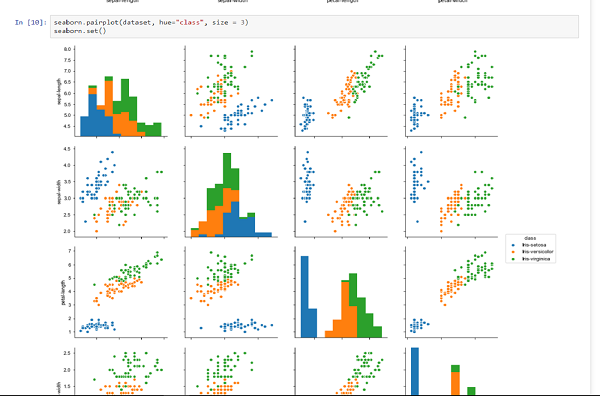 sepal-length sepal-width petal-length petal-width
In [10]: seaborn.pairplot(dataset, hue="class", size = 3)
seaborn.set()
8.0
7.5
7.0
6.5
6.0
5.5
5.0
4.5
sepal-length
4.5
4.0
3.5
3.0
2.5
2.0
sepal-width
class
Iris-setosa
Iris-versicolor
Iris-virginica
7
6
5
4
3
2
1
petal-length
2.5
2.0
1.5
width